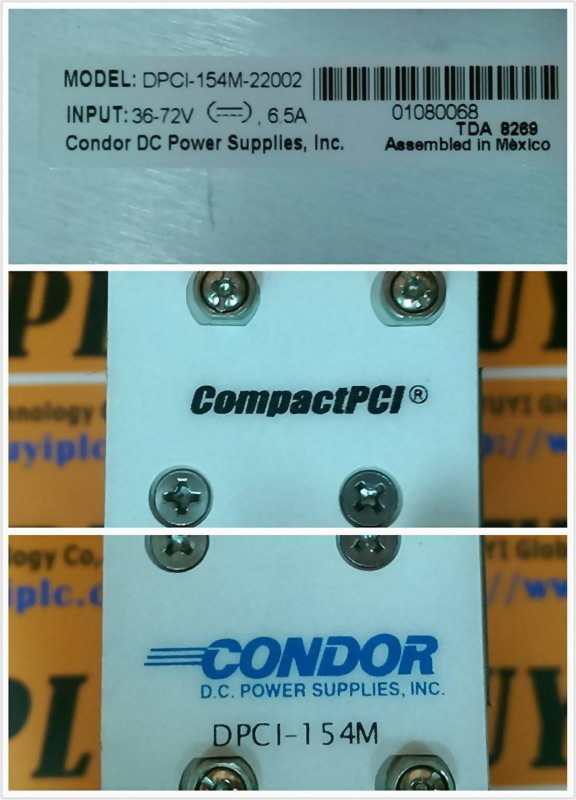 MODEL: DPCI-154M-22002
INPUT: 36-72V , 6.5A
01080068
TDA 8269
Condor DC Power Supplies, Inc.
Assembled in Mexico
CompactPCI®
CONDOR
D.C. POWER SUPPLIES, INC.
DPCI-154M